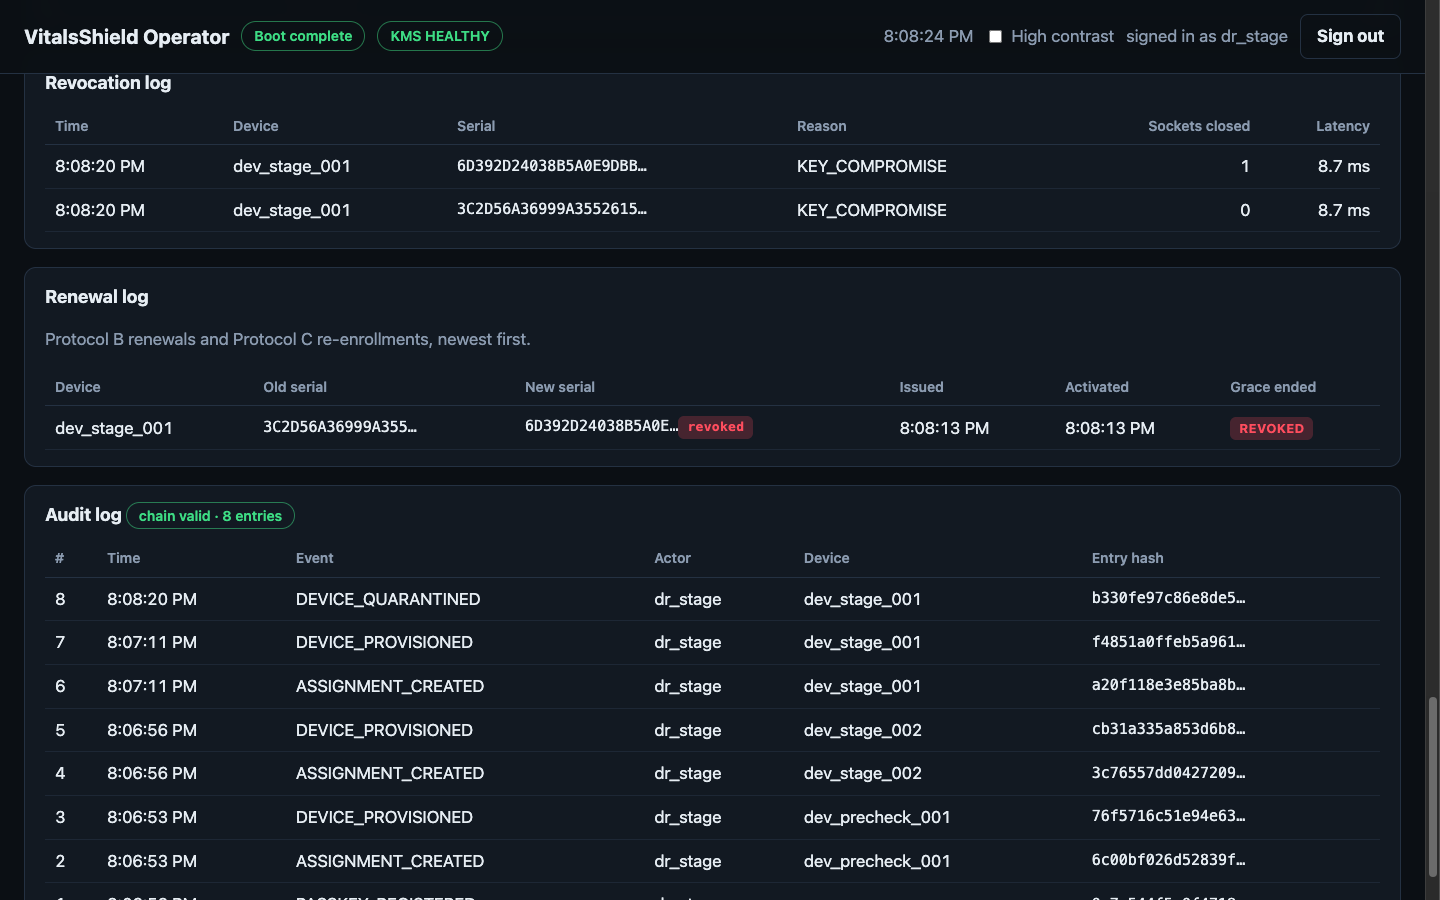 VitalsShield Operator Boot complete KMS HEALTHY 8:08:24 PM High contrast signed in as dr_stage Sign out
Revocation log
Time Device Serial Reason Sockets closed Latency
8:08:20 PM dev_stage_001 6D392D24038B5A0E9DBB… KEY_COMPROMISE 1 8.7 ms
8:08:20 PM dev_stage_001 3C2D56A36999A3552615… KEY_COMPROMISE 0 8.7 ms
Renewal log
Protocol B renewals and Protocol C re-enrollments, newest first.
Device Old serial New serial Issued Activated Grace ended
dev_stage_001 3C2D56A36999A355… 6D392D24038B5A0E… revoked 8:08:13 PM 8:08:13 PM REVOKED
Audit log chain valid · 8 entries
# Time Event Actor Device Entry hash
8 8:08:20 PM DEVICE_QUARANTINED dr_stage dev_stage_001 b330fe97c86e8de5…
7 8:07:11 PM DEVICE_PROVISIONED dr_stage dev_stage_001 f4851a0ffeb5a961…
6 8:07:11 PM ASSIGNMENT_CREATED dr_stage dev_stage_001 a20f118e3e85ba8b…
5 8:06:56 PM DEVICE_PROVISIONED dr_stage dev_stage_002 cb31a335a853d6b8…
4 8:06:56 PM ASSIGNMENT_CREATED dr_stage dev_stage_002 3c76557dd0427209…
3 8:06:53 PM DEVICE_PROVISIONED dr_stage dev_precheck_001 76f5716c51e94e63…
2 8:06:53 PM ASSIGNMENT_CREATED dr_stage dev_precheck_001 6c00bf026d52839f…